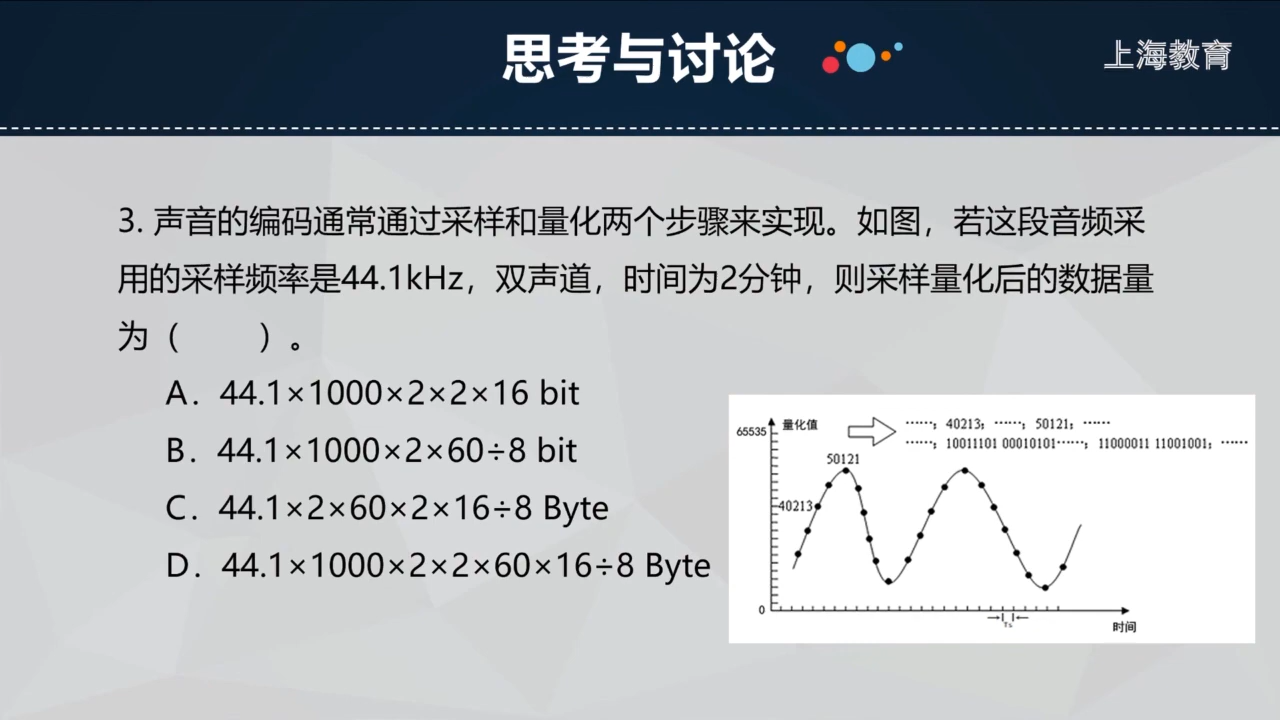 思考与讨论
上海教育
3. 声音的编码通常通过采样和量化两个步骤来实现。如图，若这段音频采
用的采样频率是44.1kHz，双声道，时间为2分钟，则采样量化后的数据量
为（　　）。
A．44.1×1000×2×2×16 bit
B．44.1×1000×2×60÷8 bit
C．44.1×2×60×2×16÷8 Byte
D．44.1×1000×2×2×60×16÷8 Byte
65535
量化值
……；40213；……；50121；……
……；10011101 00010101……；11000011 11001001；……
50121
40213
0
Ts
时间